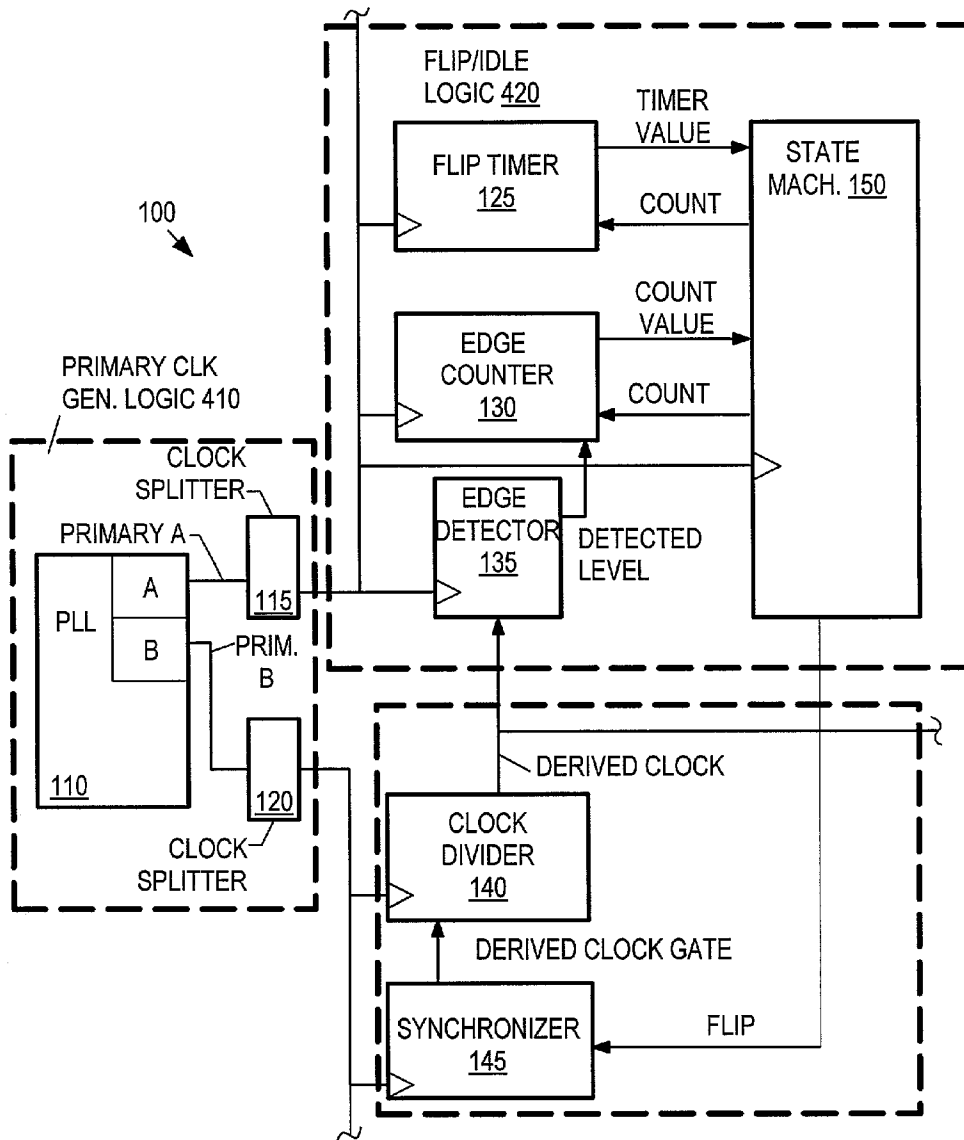 FLIP/IDLE
LOGIC 420
TIMER
VALUE
FLIP TIMER
125
COUNT
STATE
MACH. 150
100
COUNT
VALUE
EDGE
COUNTER
130
COUNT
PRIMARY CLK
GEN. LOGIC 410
CLOCK
SPLITTER
PRIMARY A
115
EDGE
DETECTOR
135
DETECTED
LEVEL
PLL
A
B
110
PRIM.
B
120
CLOCK
SPLITTER
DERIVED CLOCK
CLOCK
DIVIDER
140
DERIVED CLOCK GATE
SYNCHRONIZER
145
FLIP